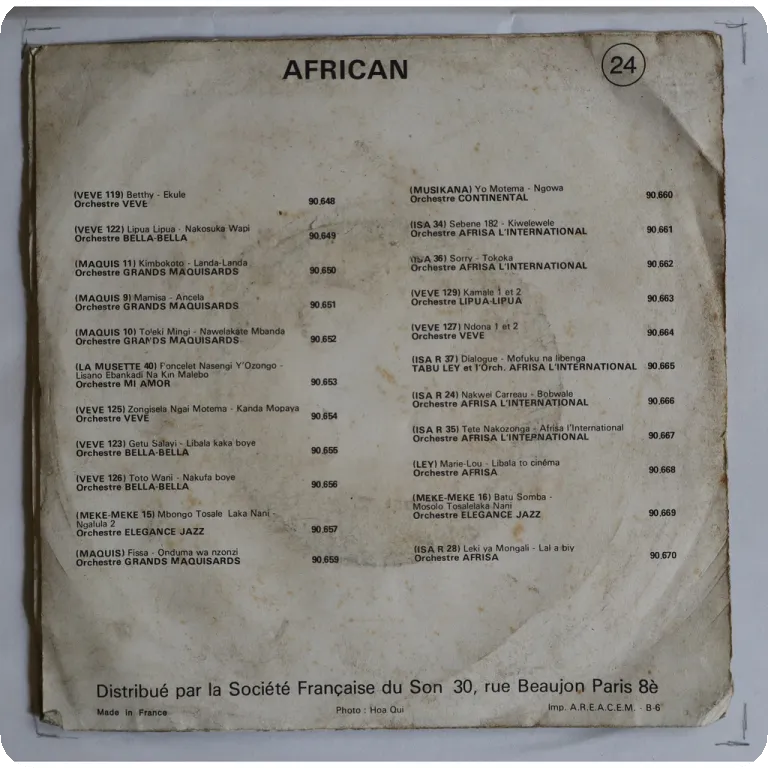 AFRICAN
24
(VEVE 119) Betthy - Ekule
Orchestre VEVE 90.648
(VEVE 122) Lipua Lipua - Nakosuka Wapi
Orchestre BELLA-BELLA 90.649
(MAQUIS 11) Kimbokoto - Landa-Landa
Orchestre GRANDS MAQUISARDS 90.650
(MAQUIS 9) Mamisa - Ancela
Orchestre GRANDS MAQUISARDS 90.651
(MAQUIS 10) Toleki Mingi - Nawelakate Mbanda
Orchestre GRANDS MAQUISARDS 90.652
(LA MUSETTE 40) F'oncelet Nasengi Y'Ozongo -
Lisano Ebankadi Na Kin Malebo
Orchestre MI AMOR 90.653
(VEVE 125) Zongisela Ngai Motema - Kanda Mopaya
Orchestre VEVE 90.654
(VEVE 123) Getu Salayi - Libala kaka boye
Orchestre BELLA-BELLA 90.655
(VEVE 126) Toto Wani - Nakufa boye
Orchestre BELLA-BELLA 90.656
(MEKE-MEKE 15) Mbongo Tosale Laka Nani -
Ngalula 2
Orchestre ELEGANCE JAZZ 90.657
(MAQUIS) Fissa - Onduma wa nzonzi
Orchestre GRANDS MAQUISARDS 90.659
(MUSIKANA) Yo Motema - Ngowa
Orchestre CONTINENTAL 90.660
(ISA 34) Sebene 182 - Kiwelewele
Orchestre AFRISA L'INTERNATIONAL 90.661
(ISA 36) Sorry - Tokoka
Orchestre AFRISA L'INTERNATIONAL 90.662
(VEVE 129) Kamale 1 et 2
Orchestre LIPUA-LIPUA 90.663
(VEVE 127) Ndona 1 et 2
Orchestre VEVE 90.664
(ISA R 37) Dialogue - Mofuku na libenga
TABU LEY et l'Orch. AFRISA L'INTERNATIONAL 90.665
(ISA R 24) Nakwei Carreau - Bobwale
Orchestre AFRISA L'INTERNATIONAL 90.666
(ISA R 35) Tete Nakozonga - Afrisa l'International
Orchestre AFRISA L'INTERNATIONAL 90.667
(LEY) Marie-Lou - Libala to cinéma
Orchestre AFRISA 90.668
(MEKE-MEKE 16) Batu Somba -
Mosolo Tosalelaka Nani
Orchestre ELEGANCE JAZZ 90.669
(ISA R 28) Leki ya Mongali - Lal a biy
Orchestre AFRISA 90.670
Distribué par la Société Française du Son 30, rue Beaujon Paris 8è
Made in France Photo : Hoa Qui Imp. A.R.E.A.C.E.M. - B-6